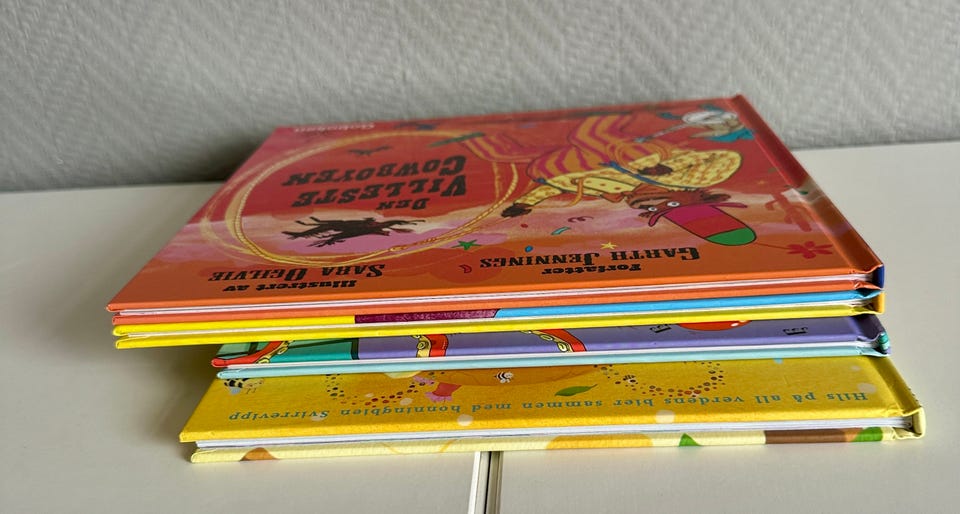 Forfatter
GARTH JENNINGS
Illustrert av
SARA OGILVIE
DEN
VILLESTE
COWBOYEN
Goboken
Hils på all verdens bier sammen med honningbien Svirrevipp